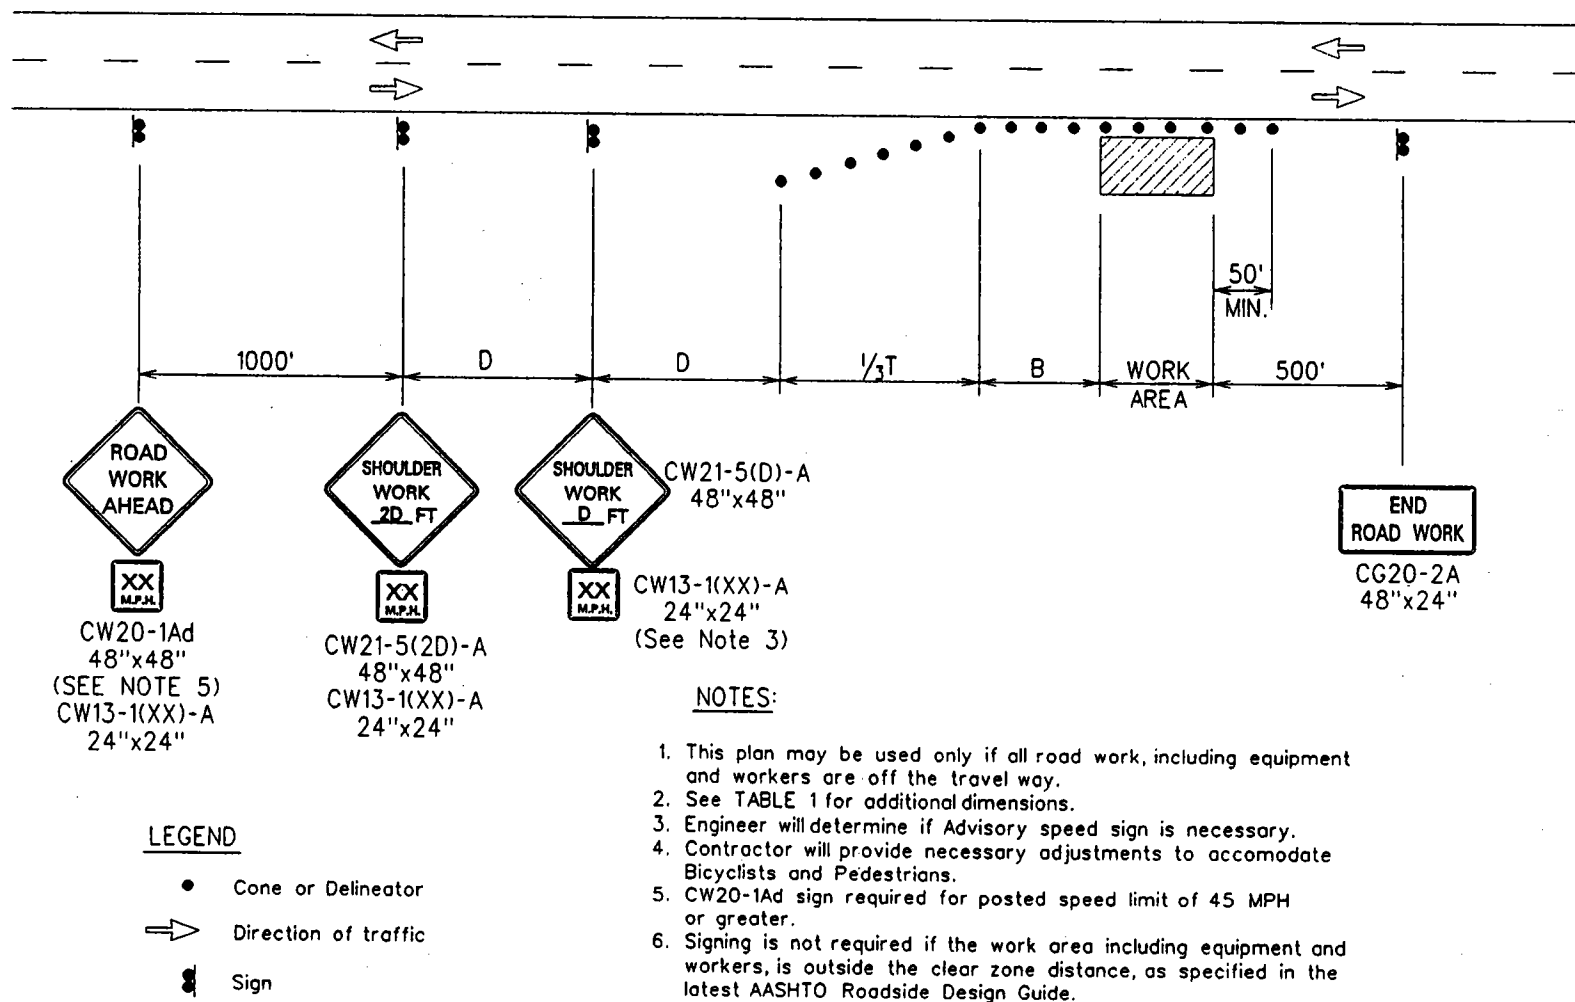 50'
MIN.
1000'
D
D
1/3T
B
WORK
AREA
500'
ROAD
WORK
AHEAD
XX
M.P.H.
CW20-1Ad
48"x48"
(SEE NOTE 5)
CW13-1(XX)-A
24"x24"
SHOULDER
WORK
2D FT
XX
M.P.H.
CW21-5(2D)-A
48"x48"
CW13-1(XX)-A
24"x24"
SHOULDER
WORK
D FT
CW21-5(D)-A
48"x48"
XX
M.P.H.
CW13-1(XX)-A
24"x24"
(See Note 3)
END
ROAD WORK
CG20-2A
48"x24"
NOTES:
1. This plan may be used only if all road work, including equipment
and workers are off the travel way.
2. See TABLE 1 for additional dimensions.
3. Engineer will determine if Advisory speed sign is necessary.
4. Contractor will provide necessary adjustments to accomodate
Bicyclists and Pedestrians.
5. CW20-1Ad sign required for posted speed limit of 45 MPH
or greater.
6. Signing is not required if the work area including equipment and
workers, is outside the clear zone distance, as specified in the
latest AASHTO Roadside Design Guide.
LEGEND
Cone or Delineator
Direction of traffic
Sign